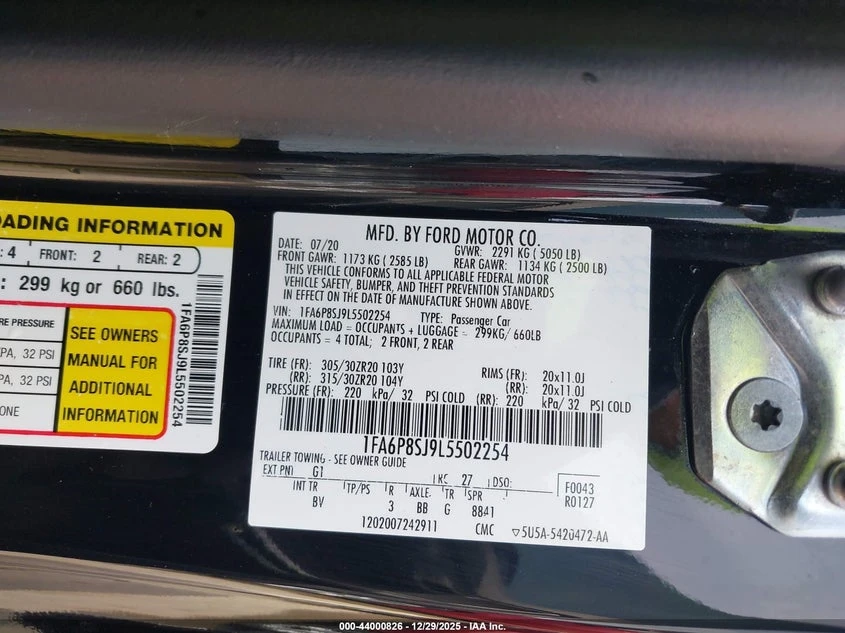 OADING INFORMATION
: 4 FRONT: 2 REAR: 2
: 299 kg or 660 lbs.
RE PRESSURE
PA, 32 PSI
PA, 32 PSI
ONE
SEE OWNERS
MANUAL FOR
ADDITIONAL
INFORMATION
1FA6P8SJ9L5502254
MFD. BY FORD MOTOR CO.
DATE: 07/20 GVWR: 2291 KG ( 5050 LB)
FRONT GAWR: 1173 KG ( 2585 LB) REAR GAWR: 1134 KG ( 2500 LB)
THIS VEHICLE CONFORMS TO ALL APPLICABLE FEDERAL MOTOR
VEHICLE SAFETY, BUMPER, AND THEFT PREVENTION STANDARDS
IN EFFECT ON THE DATE OF MANUFACTURE SHOWN ABOVE.
VIN: 1FA6P8SJ9L5502254 TYPE: Passenger Car
MAXIMUM LOAD = OCCUPANTS + LUGGAGE = 299KG/ 660LB
OCCUPANTS = 4 TOTAL; 2 FRONT, 2 REAR
TIRE (FR): 305/30ZR20 103Y RIMS (FR): 20x11.0J
(RR): 315/30ZR20 104Y (RR): 20x11.0J
PRESSURE (FR): 220 kPa/ 32 PSI COLD (RR): 220 kPa/ 32 PSI COLD
1FA6P8SJ9L5502254
TRAILER TOWING - SEE OWNER GUIDE
EXT PNT G1 RC: 27 DSO: F0043
INT TR TP/PS R AXLE TR SPR R0127
BV 3 BB G 8841
1202007242911 CMC ▽5U5A-5420472-AA
000-44000826 - 12/29/2025 - IAA Inc.